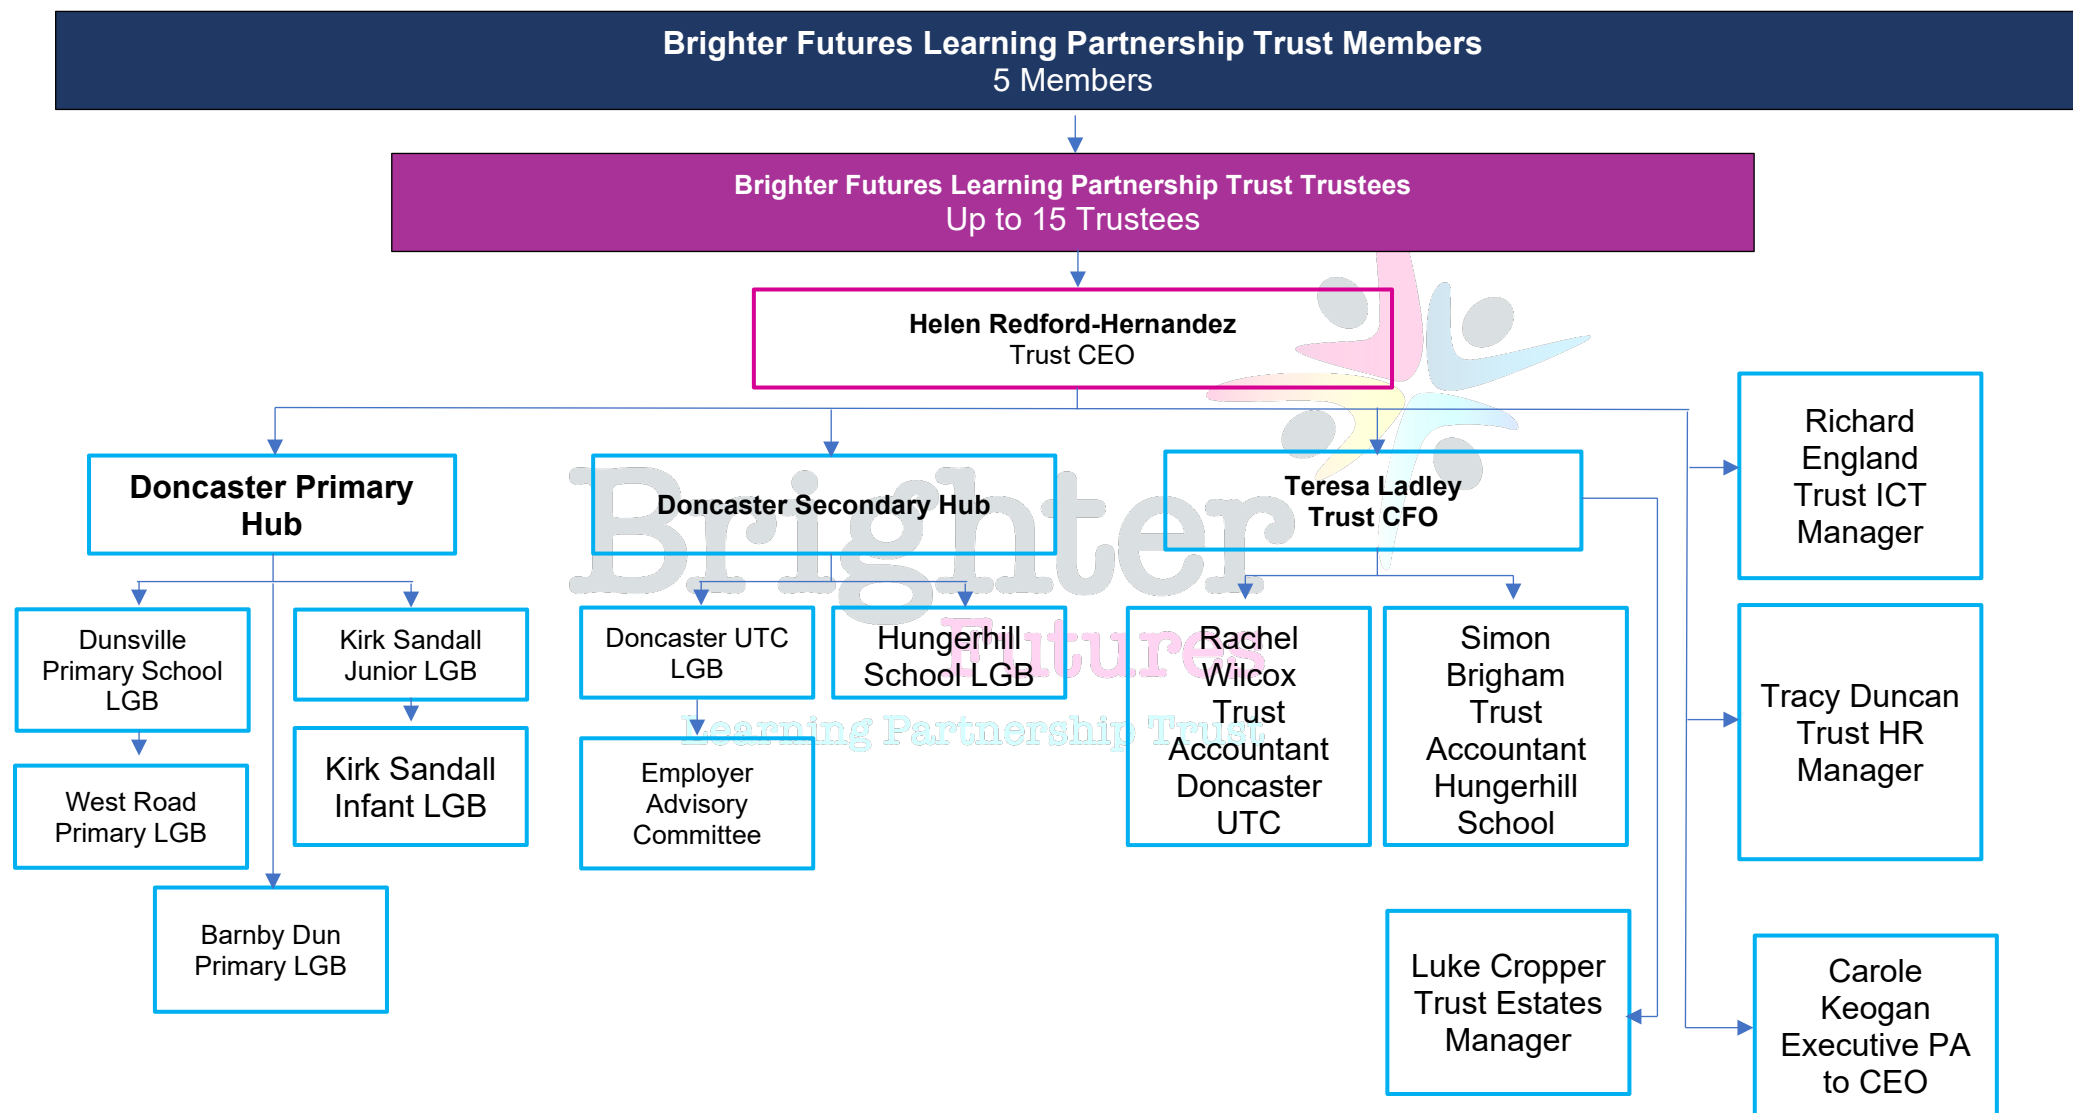 Brighter Futures Learning Partnership Trust Members
5 Members
Brighter Futures Learning Partnership Trust Trustees
Up to 15 Trustees
Helen Redford-Hernandez
Trust CEO
Doncaster Primary
Hub
Doncaster Secondary Hub
Teresa Ladley
Trust CFO
Richard
England
Trust ICT
Manager
Dunsville
Primary School
LGB
Kirk Sandall
Junior LGB
Doncaster UTC
LGB
Hungerhill
School LGB
Rachel
Wilcox
Trust
Accountant
Doncaster
UTC
Simon
Brigham
Trust
Accountant
Hungerhill
School
Tracy Duncan
Trust HR
Manager
West Road
Primary LGB
Kirk Sandall
Infant LGB
Employer
Advisory
Committee
Barnby Dun
Primary LGB
Luke Cropper
Trust Estates
Manager
Carole
Keogan
Executive PA
to CEO
Brighter
Futures
Learning Partnership Trust